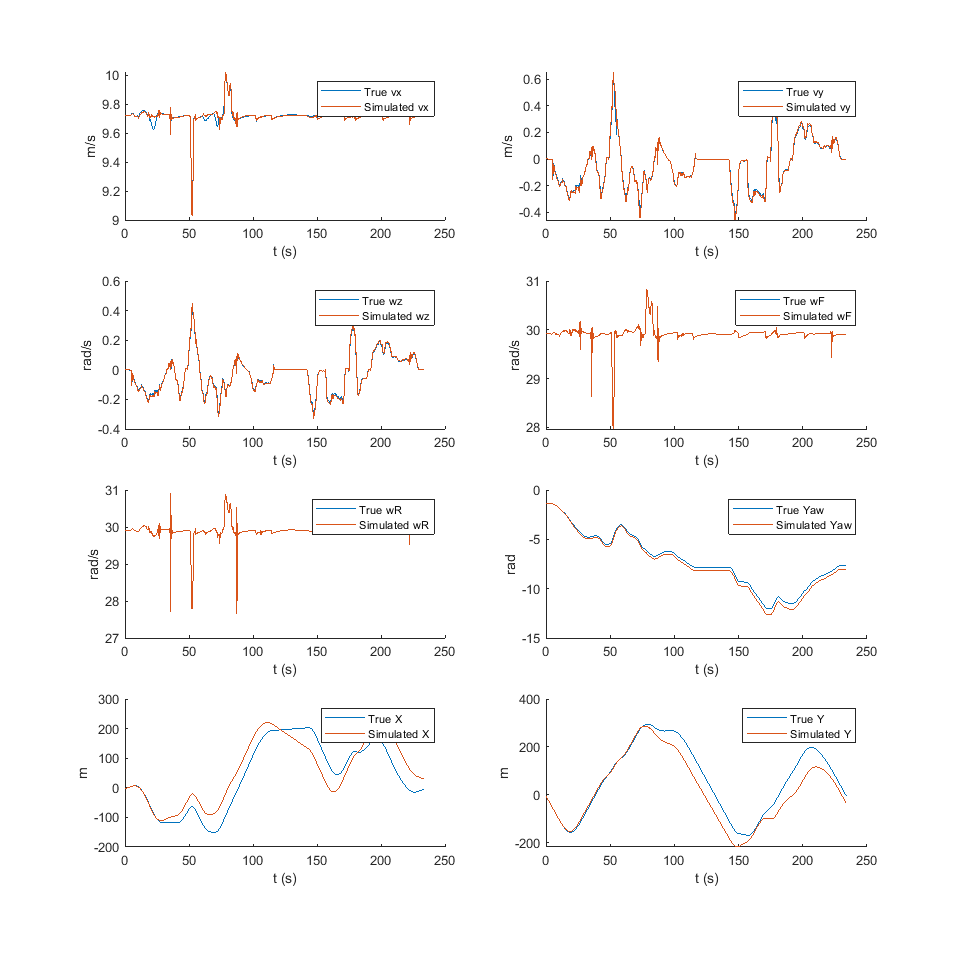 10
9.8
9.6
9.4
9.2
9
m/s
0 50 100 150 200 250
t (s)
True vx
Simulated vx
0.6
0.4
0.2
0
-0.2
-0.4
m/s
0 50 100 150 200 250
t (s)
True vy
Simulated vy
0.6
0.4
0.2
0
-0.2
-0.4
rad/s
0 50 100 150 200 250
t (s)
True wz
Simulated wz
31
30
29
28
rad/s
0 50 100 150 200 250
t (s)
True wF
Simulated wF
31
30
29
28
27
rad/s
0 50 100 150 200 250
t (s)
True wR
Simulated wR
0
-5
-10
-15
rad
0 50 100 150 200 250
t (s)
True Yaw
Simulated Yaw
300
200
100
0
-100
-200
m
0 50 100 150 200 250
t (s)
True X
Simulated X
400
200
0
-200
m
0 50 100 150 200 250
t (s)
True Y
Simulated Y